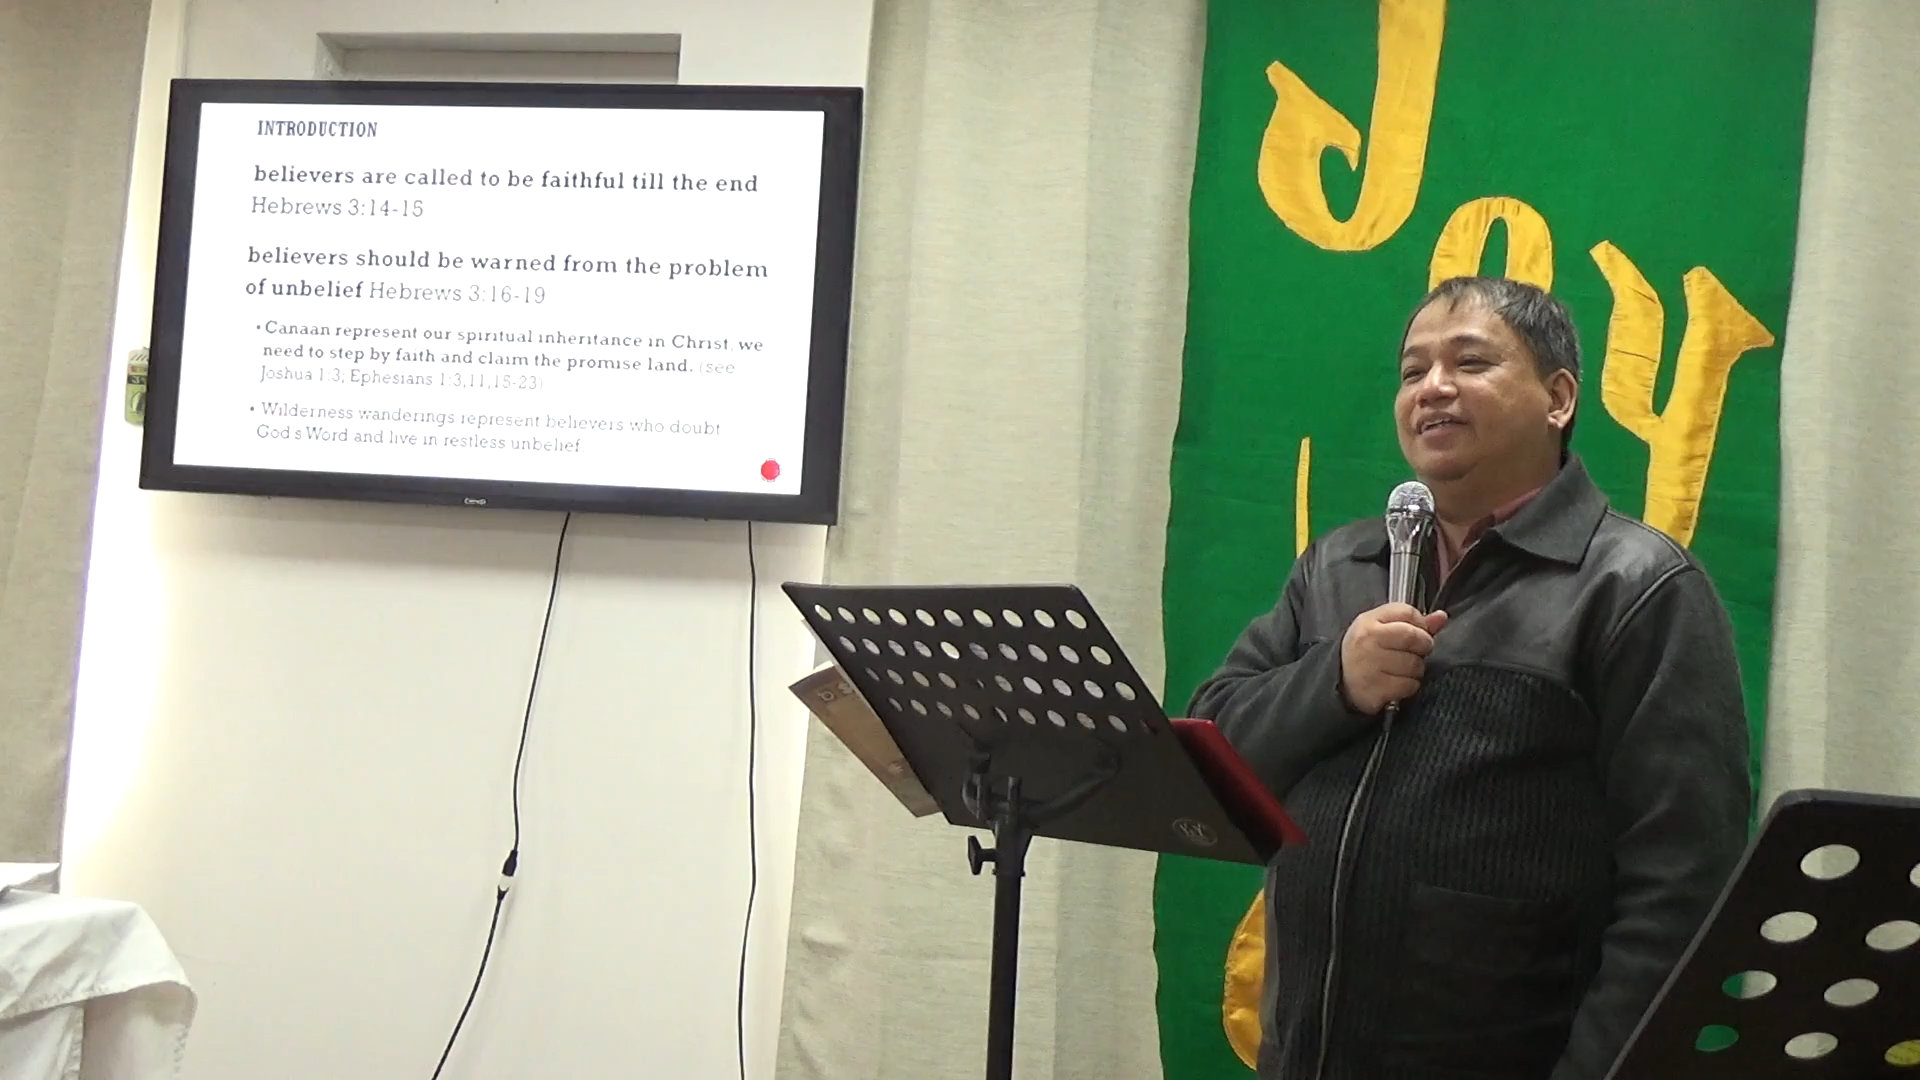 INTRODUCTION
believers are called to be faithful till the end
Hebrews 3:14-15
believers should be warned from the problem
of unbelief Hebrews 3:16-19
• Canaan represent our spiritual inheritance in Christ, we
need to step by faith and claim the promise land. (see
Joshua 1:3; Ephesians 1:3,11,15-23)
• Wilderness wanderings represent believers who doubt
God's Word and live in restless unbelief.
Joy